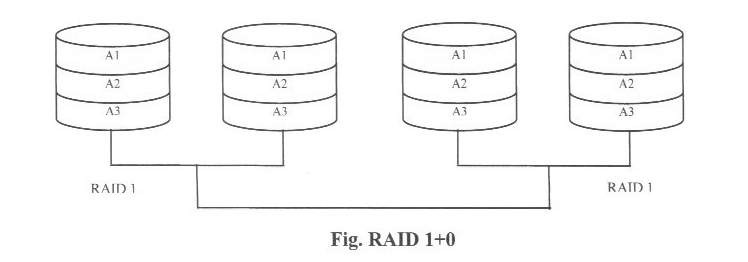 A1 A1 A1 A1
A2 A2 A2 A2
A3 A3 A3 A3
RAID 1 RAID 1
Fig. RAID 1+0